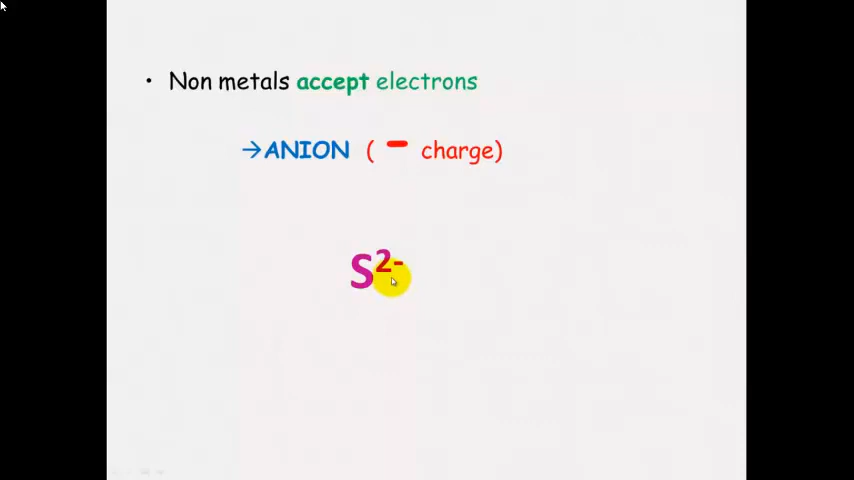 • Non metals accept electrons
→ANION ( - charge)
S²⁻